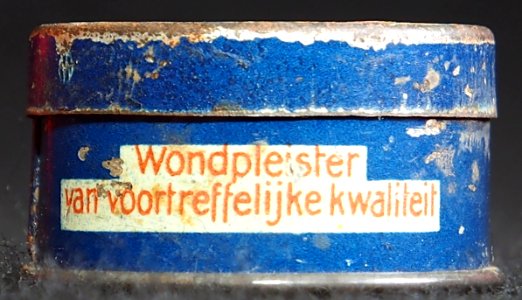 Wondpleister
van voortreffelijke kwaliteit